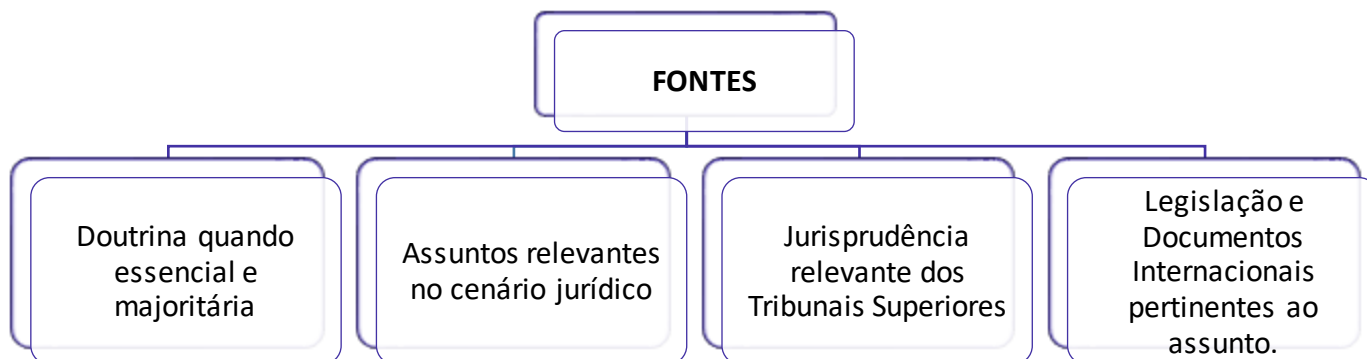 FONTES
Doutrina quando
essencial e
majoritária
Assuntos relevantes
no cenário jurídico
Jurisprudência
relevante dos
Tribunais Superiores
Legislação e
Documentos
Internacionais
pertinentes ao
assunto.